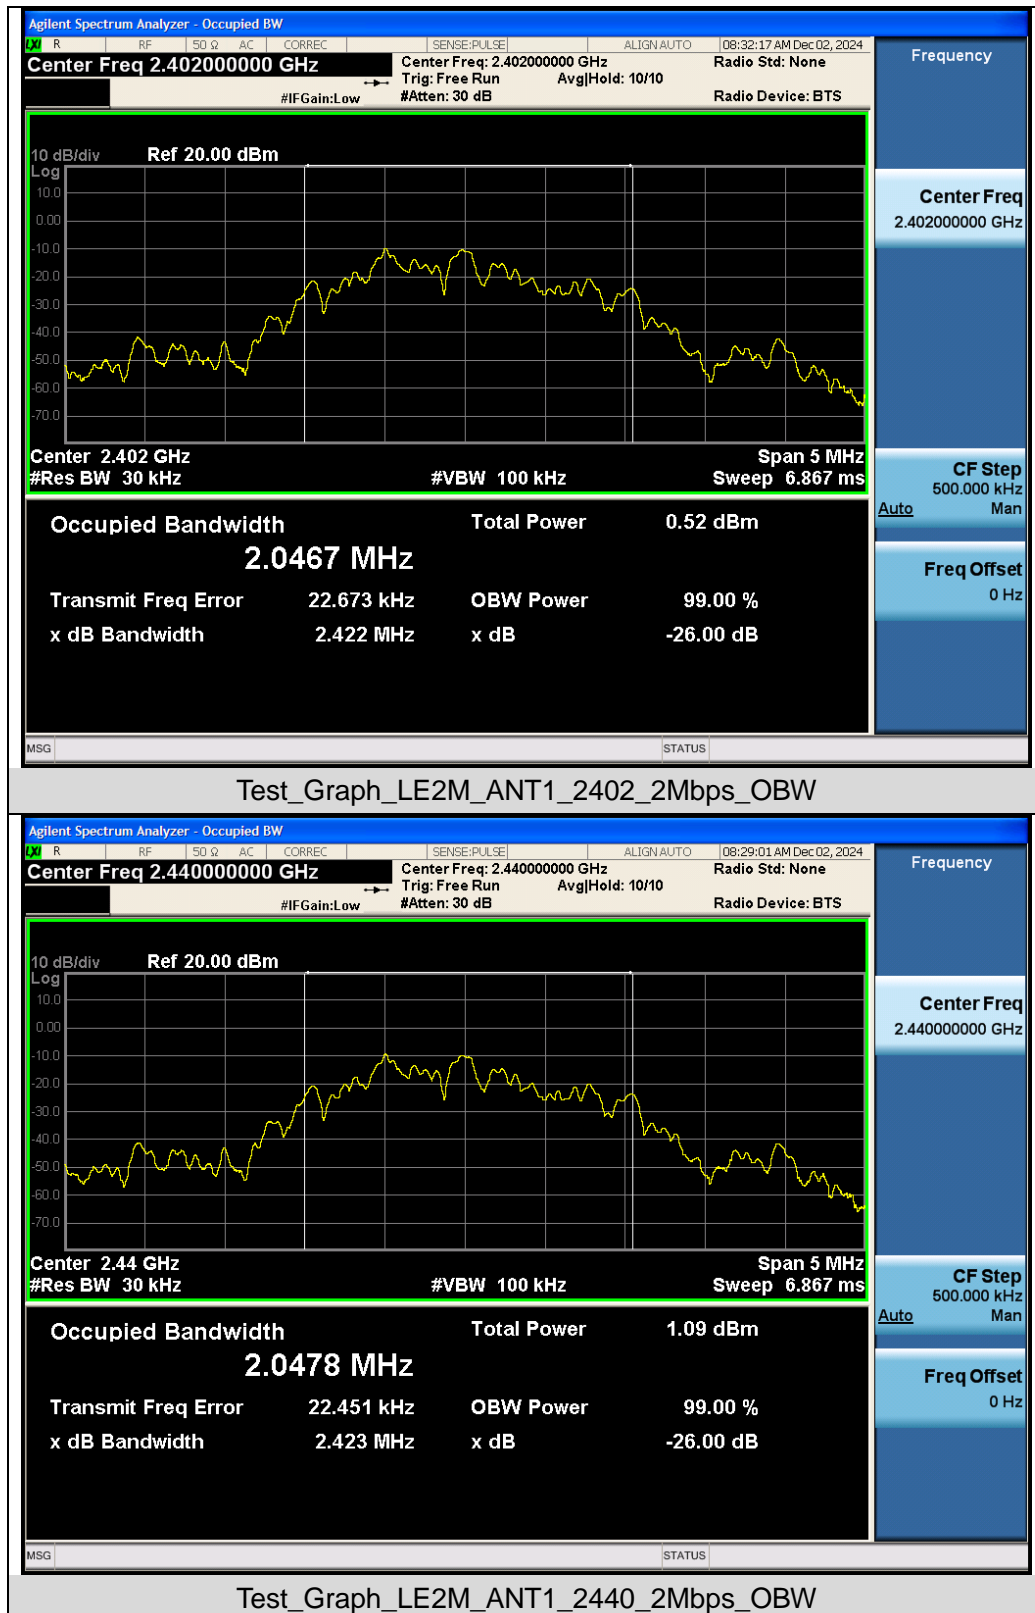 Agilent Spectrum Analyzer - Occupied BW
LXI R RF 50 Ω AC CORREC SENSE:PULSE ALIGN AUTO 08:32:17 AM Dec 02, 2024
Center Freq 2.402000000 GHz Center Freq: 2.402000000 GHz Radio Std: None Frequency
Trig: Free Run Avg|Hold: 10/10
#IFGain:Low #Atten: 30 dB Radio Device: BTS
10 dB/div Ref 20.00 dBm
Log
10.0
0.00
-10.0
-20.0
-30.0
-40.0
-50.0
-60.0
-70.0
Center Freq
2.402000000 GHz
Center 2.402 GHz Span 5 MHz
#Res BW 30 kHz #VBW 100 kHz Sweep 6.867 ms
CF Step
500.000 kHz
Auto Man
Occupied Bandwidth Total Power 0.52 dBm
2.0467 MHz
Freq Offset
0 Hz
Transmit Freq Error 22.673 kHz OBW Power 99.00 %
x dB Bandwidth 2.422 MHz x dB -26.00 dB
MSG STATUS
Test_Graph_LE2M_ANT1_2402_2Mbps_OBW
Agilent Spectrum Analyzer - Occupied BW
LXI R RF 50 Ω AC CORREC SENSE:PULSE ALIGN AUTO 08:29:01 AM Dec 02, 2024
Center Freq 2.440000000 GHz Center Freq: 2.440000000 GHz Radio Std: None Frequency
Trig: Free Run Avg|Hold: 10/10
#IFGain:Low #Atten: 30 dB Radio Device: BTS
10 dB/div Ref 20.00 dBm
Log
10.0
0.00
-10.0
-20.0
-30.0
-40.0
-50.0
-60.0
-70.0
Center Freq
2.440000000 GHz
Center 2.44 GHz Span 5 MHz
#Res BW 30 kHz #VBW 100 kHz Sweep 6.867 ms
CF Step
500.000 kHz
Auto Man
Occupied Bandwidth Total Power 1.09 dBm
2.0478 MHz
Freq Offset
0 Hz
Transmit Freq Error 22.451 kHz OBW Power 99.00 %
x dB Bandwidth 2.423 MHz x dB -26.00 dB
MSG STATUS
Test_Graph_LE2M_ANT1_2440_2Mbps_OBW